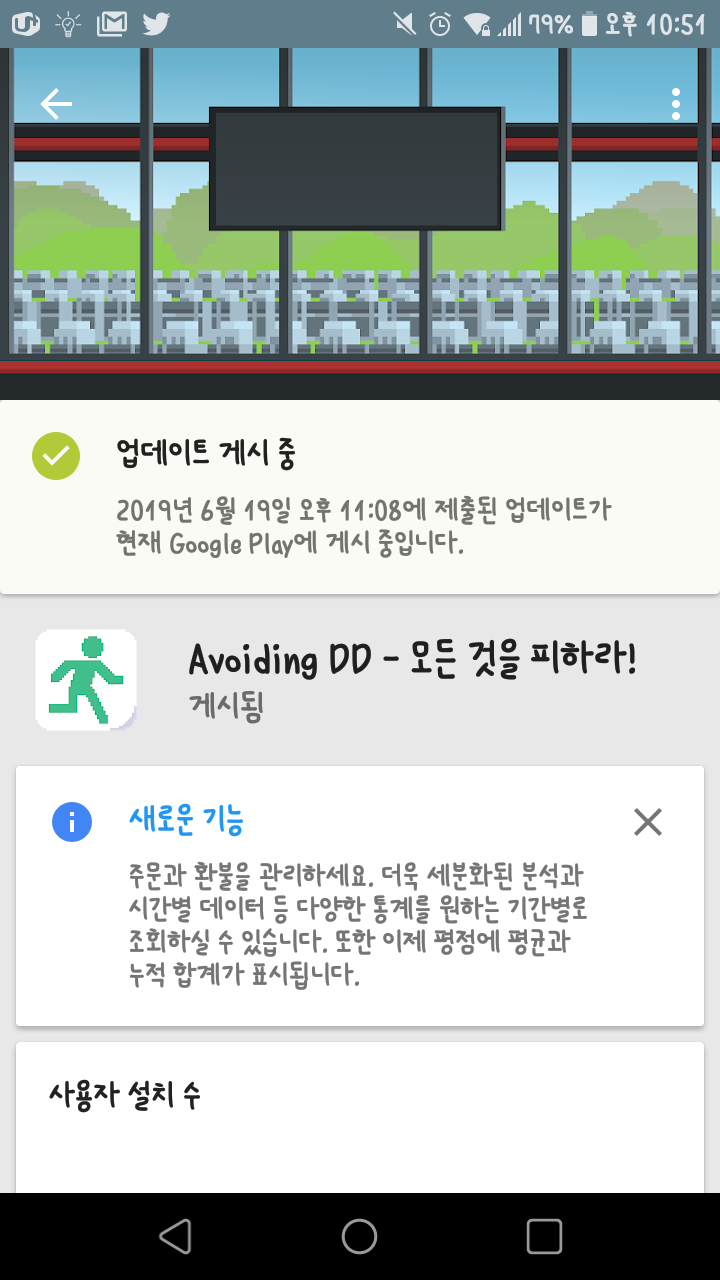 79% 오후 10:51
업데이트 게시 중
2019년 6월 19일 오후 11:08에 제출된 업데이트가
현재 Google Play에 게시 중입니다.
Avoiding DD - 모든 것을 피하라!
게시됨
새로운 기능
주문과 환불을 관리하세요. 더욱 세분화된 분석과
시간별 데이터 등 다양한 통계를 원하는 기간별로
조회하실 수 있습니다. 또한 이제 평점에 평균과
누적 합계가 표시됩니다.
사용자 설치 수